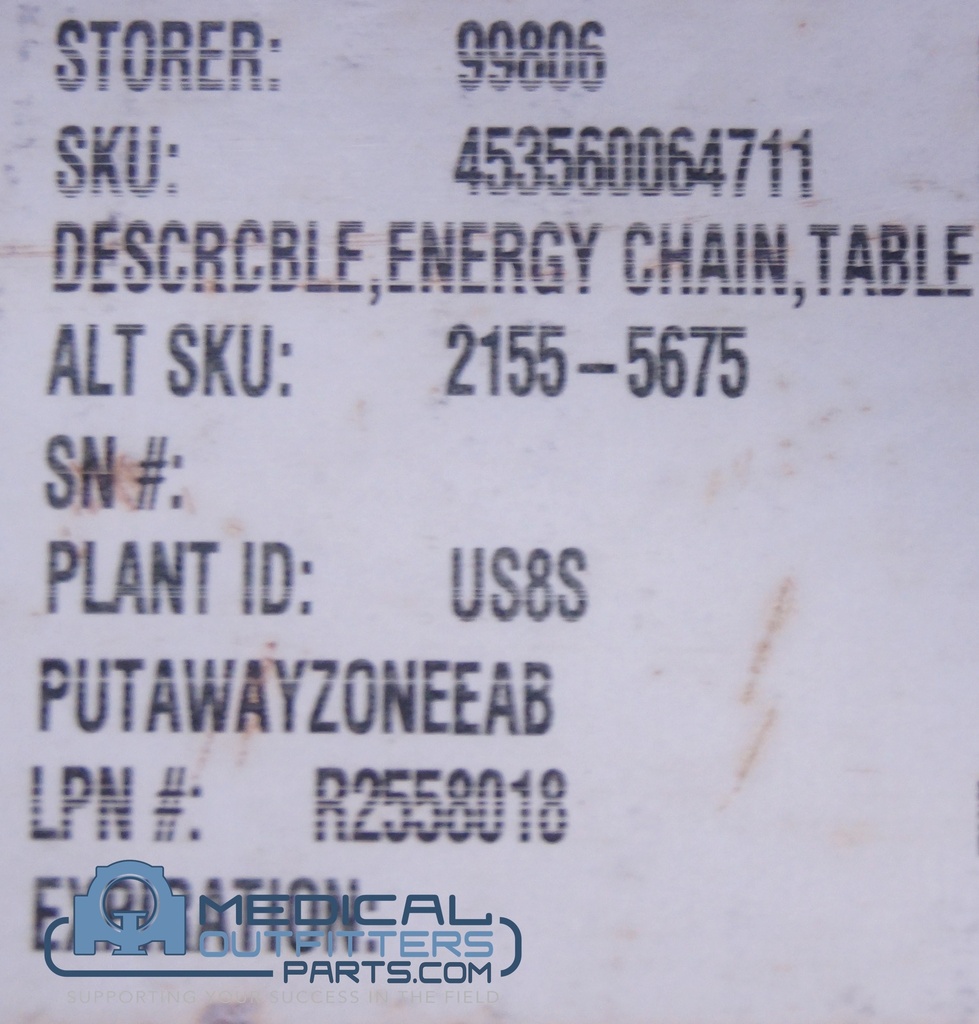 STORER: 99806
SKU: 453560064711
DESCRCBLE,ENERGY CHAIN,TABLE
ALT SKU: 2155-5675
SN #:
PLANT ID: US8S
PUTAWAYZONEEAB
LPN #: R2558018
EXPIRATION:
MEDICAL
OUTFITTERS
PARTS.COM
SUPPORTING YOUR SUCCESS IN THE FIELD